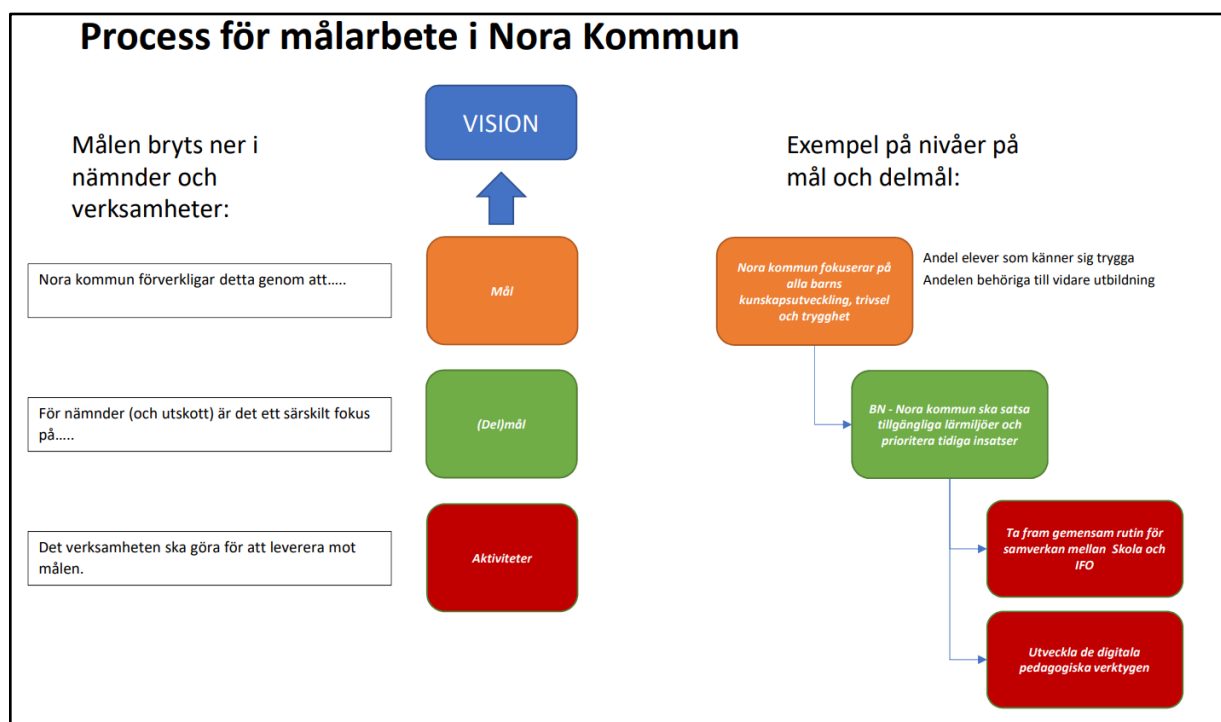 Process för målarbete i Nora Kommun
Målen bryts ner i
nämnder och
verksamheter:
VISION
Exempel på nivåer på
mål och delmål:
Nora kommun förverkligar detta genom att.....
Mål
Nora kommun fokuserar på
alla barns
kunskapsutveckling, trivsel
och trygghet
Andel elever som känner sig trygga
Andelen behöriga till vidare utbildning
För nämnder (och utskott) är det ett särskilt fokus
på.....
(Del)mål
BN - Nora kommun ska satsa
tillgängliga lärmiljöer och
prioritera tidiga insatser
Det verksamheten ska göra för att leverera mot
målen.
Aktiviteter
Ta fram gemensam rutin för
samverkan mellan Skola och
IFO
Utveckla de digitala
pedagogiska verktygen